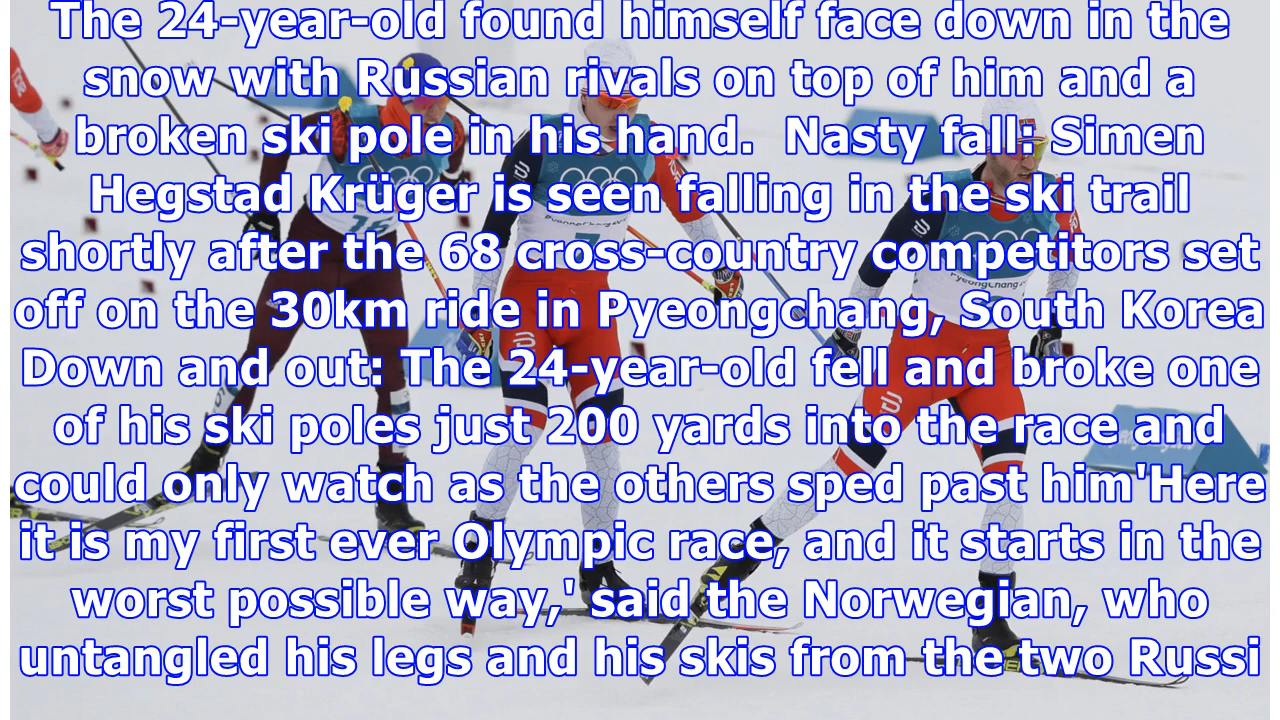 The 24-year-old found himself face down in the
snow with Russian rivals on top of him and a
broken ski pole in his hand.  Nasty fall: Simen
Hegstad Krüger is seen falling in the ski trail
shortly after the 68 cross-country competitors set
off on the 30km ride in Pyeongchang, South Korea
Down and out: The 24-year-old fell and broke one
of his ski poles just 200 yards into the race and
could only watch as the others sped past him'Here
it is my first ever Olympic race, and it starts in the
worst possible way,' said the Norwegian, who
untangled his legs and his skis from the two Russi